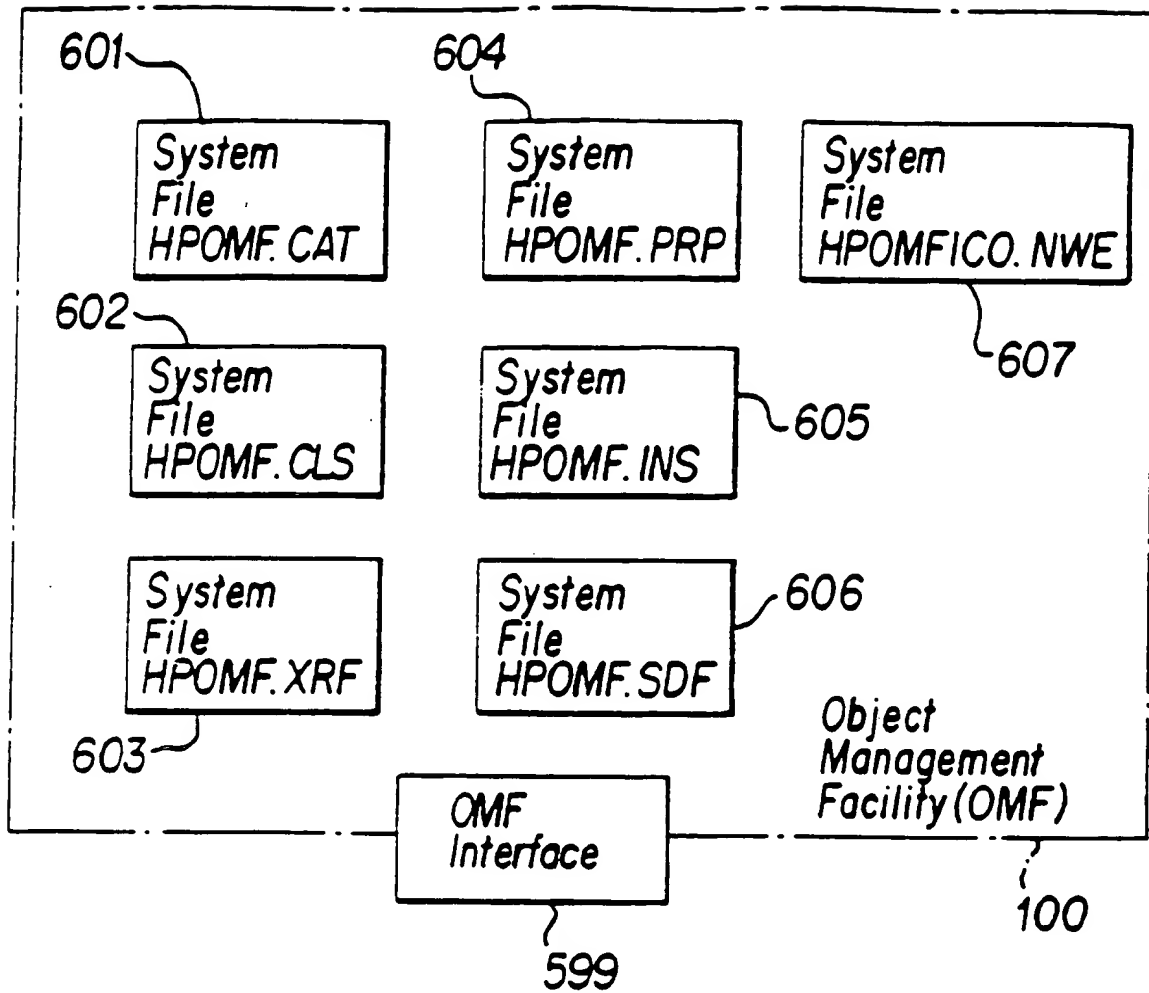 601
604
System
File
HPOMF.CAT
System
File
HPOMF.PRP
System
File
HPOMFICO.NWE
602
607
System
File
HPOMF.CLS
System
File
HPOMF.INS
605
System
File
HPOMF.XRF
System
File
HPOMF.SDF
606
603
Object
Management
Facility(OMF)
OMF
Interface
100
599